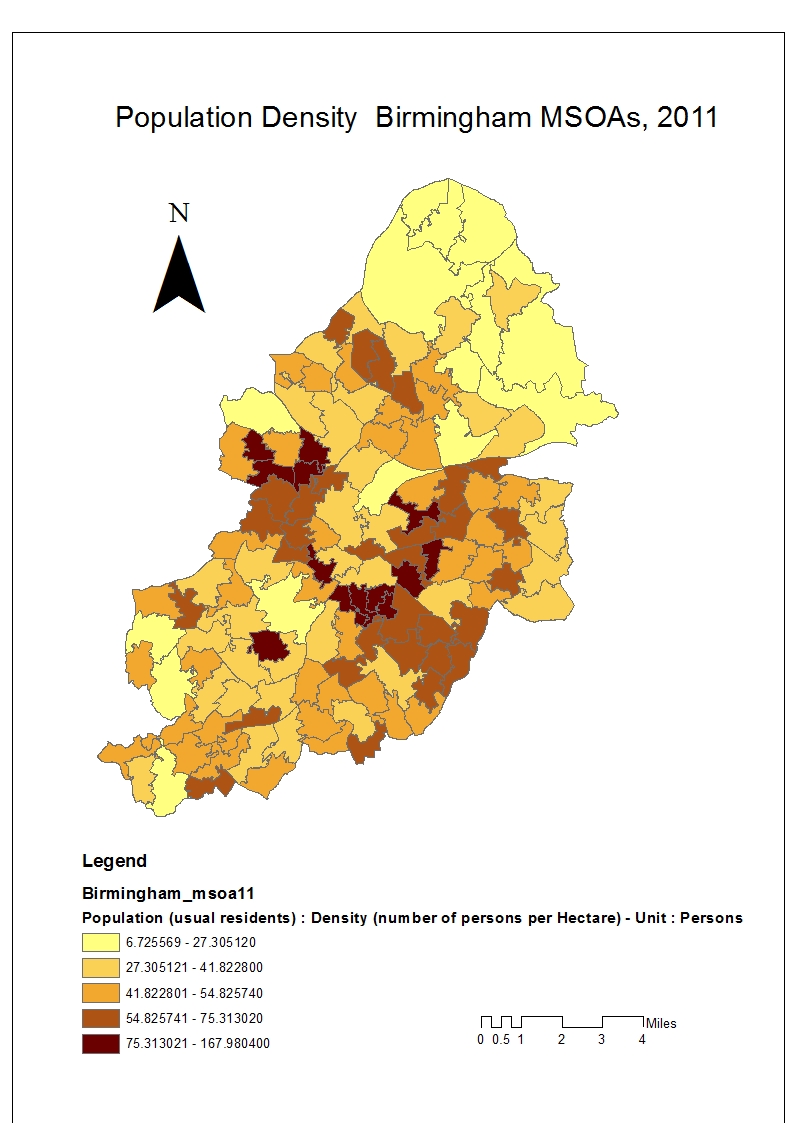 Population Density  Birmingham MSOAs, 2011
N
Legend
Birmingham_msoa11
Population (usual residents) : Density (number of persons per Hectare) - Unit : Persons
6.725569 - 27.305120
27.305121 - 41.822800
41.822801 - 54.825740
54.825741 - 75.313020
75.313021 - 167.980400
Miles
0 0.5 1 2 3 4